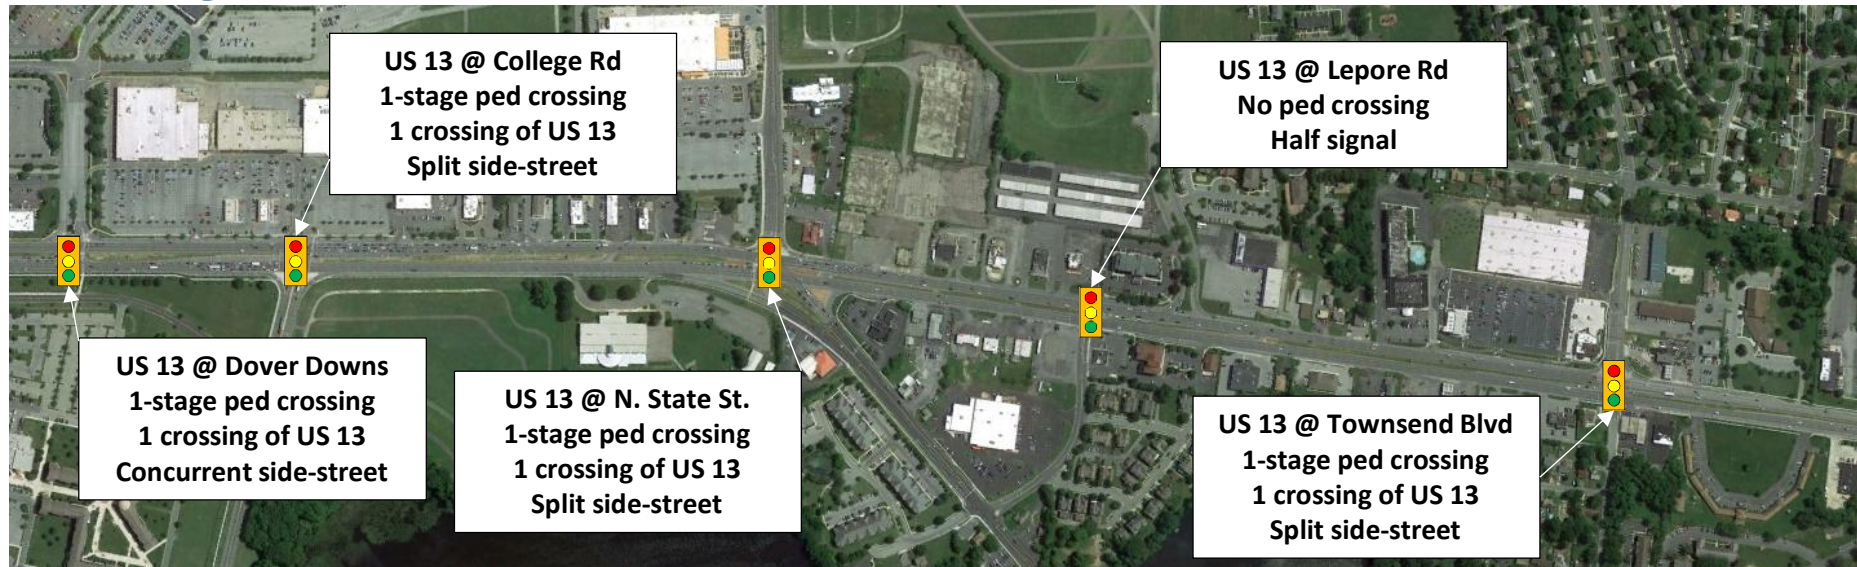 US 13 @ College Rd
1-stage ped crossing
1 crossing of US 13
Split side-street
US 13 @ Lepore Rd
No ped crossing
Half signal
US 13 @ Dover Downs
1-stage ped crossing
1 crossing of US 13
Concurrent side-street
US 13 @ N. State St.
1-stage ped crossing
1 crossing of US 13
Split side-street
US 13 @ Townsend Blvd
1-stage ped crossing
1 crossing of US 13
Split side-street